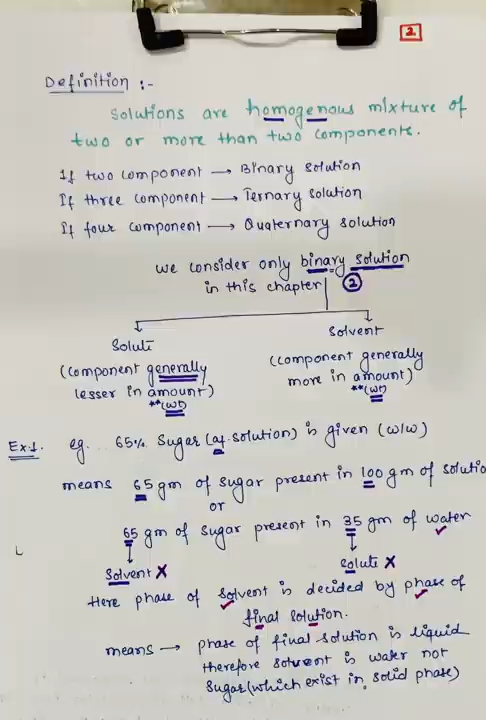 2
Definition :-
Solutions are homogenous mixture of
two or more than two components.
If two component → Binary solution
If three component → Ternary solution
If four component → Quaternary solution
we consider only binary solution
in this chapter 2
Solute
Solvent
(component generally
lesser in amount)
**(wt)
(component generally
more in amount)
**(wt)
Ex:1. eg. 65% Sugar (aq. solution) is given (w/w)
means 65 gm of sugar present in 100 gm of solutio
or
65 gm of sugar present in 35 gm of water
Solvent X
Solute X
Here phase of solvent is decided by phase of
final solution.
means → phase of final solution is liquid
therefore solvent is water not
sugar (which exist in solid phase)